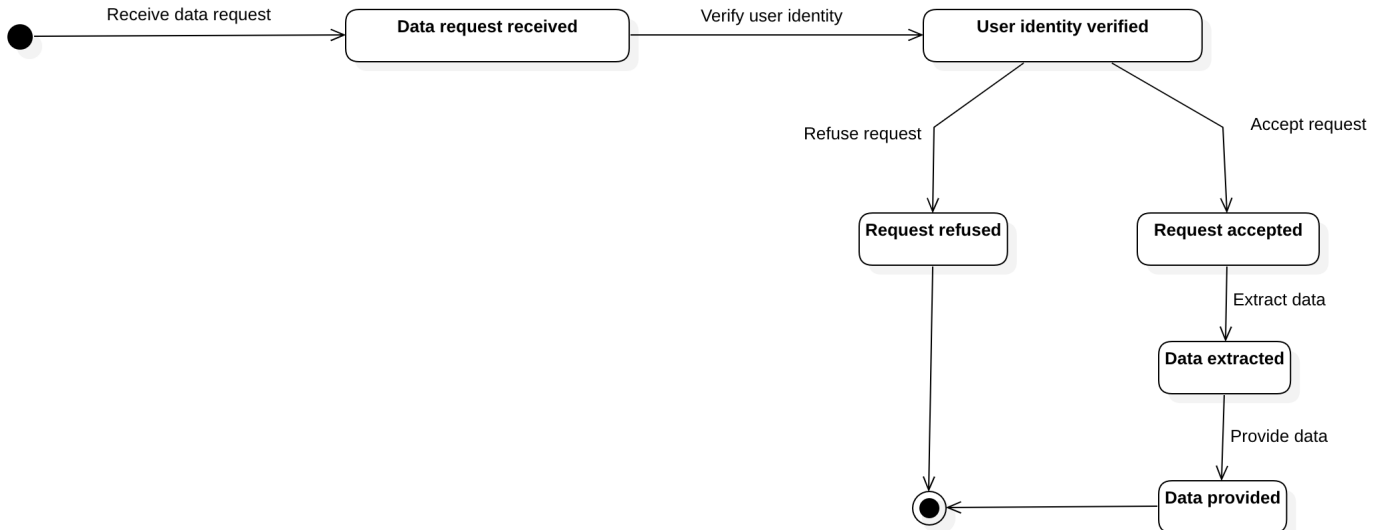 Receive data request
Data request received
Verify user identity
User identity verified
Refuse request
Accept request
Request refused
Request accepted
Extract data
Data extracted
Provide data
Data provided